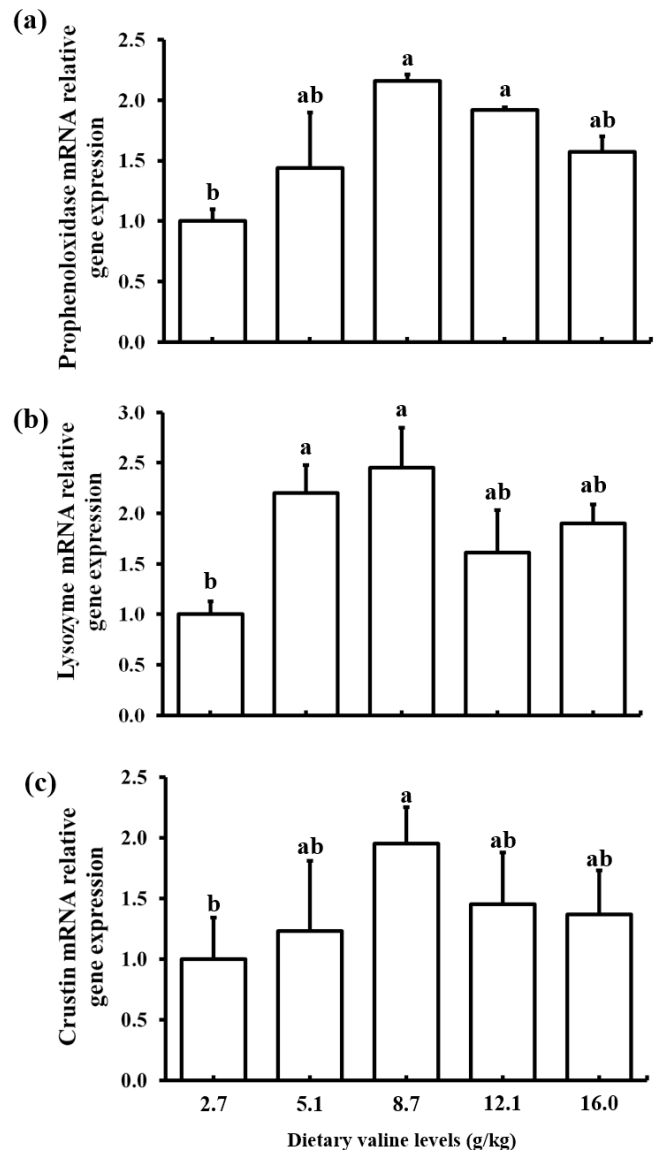 (a)
Prophenoloxidase mRNA relative
gene expression
2.5
2.0
1.5
1.0
0.5
0.0
b
ab
a
a
ab
(b)
Lysozyme mRNA relative
gene expression
3.0
2.5
2.0
1.5
1.0
0.5
0.0
b
a
a
ab
ab
(c)
Crustin mRNA relative
gene expression
2.5
2.0
1.5
1.0
0.5
0.0
b
ab
a
ab
ab
2.7 5.1 8.7 12.1 16.0
Dietary valine levels (g/kg)